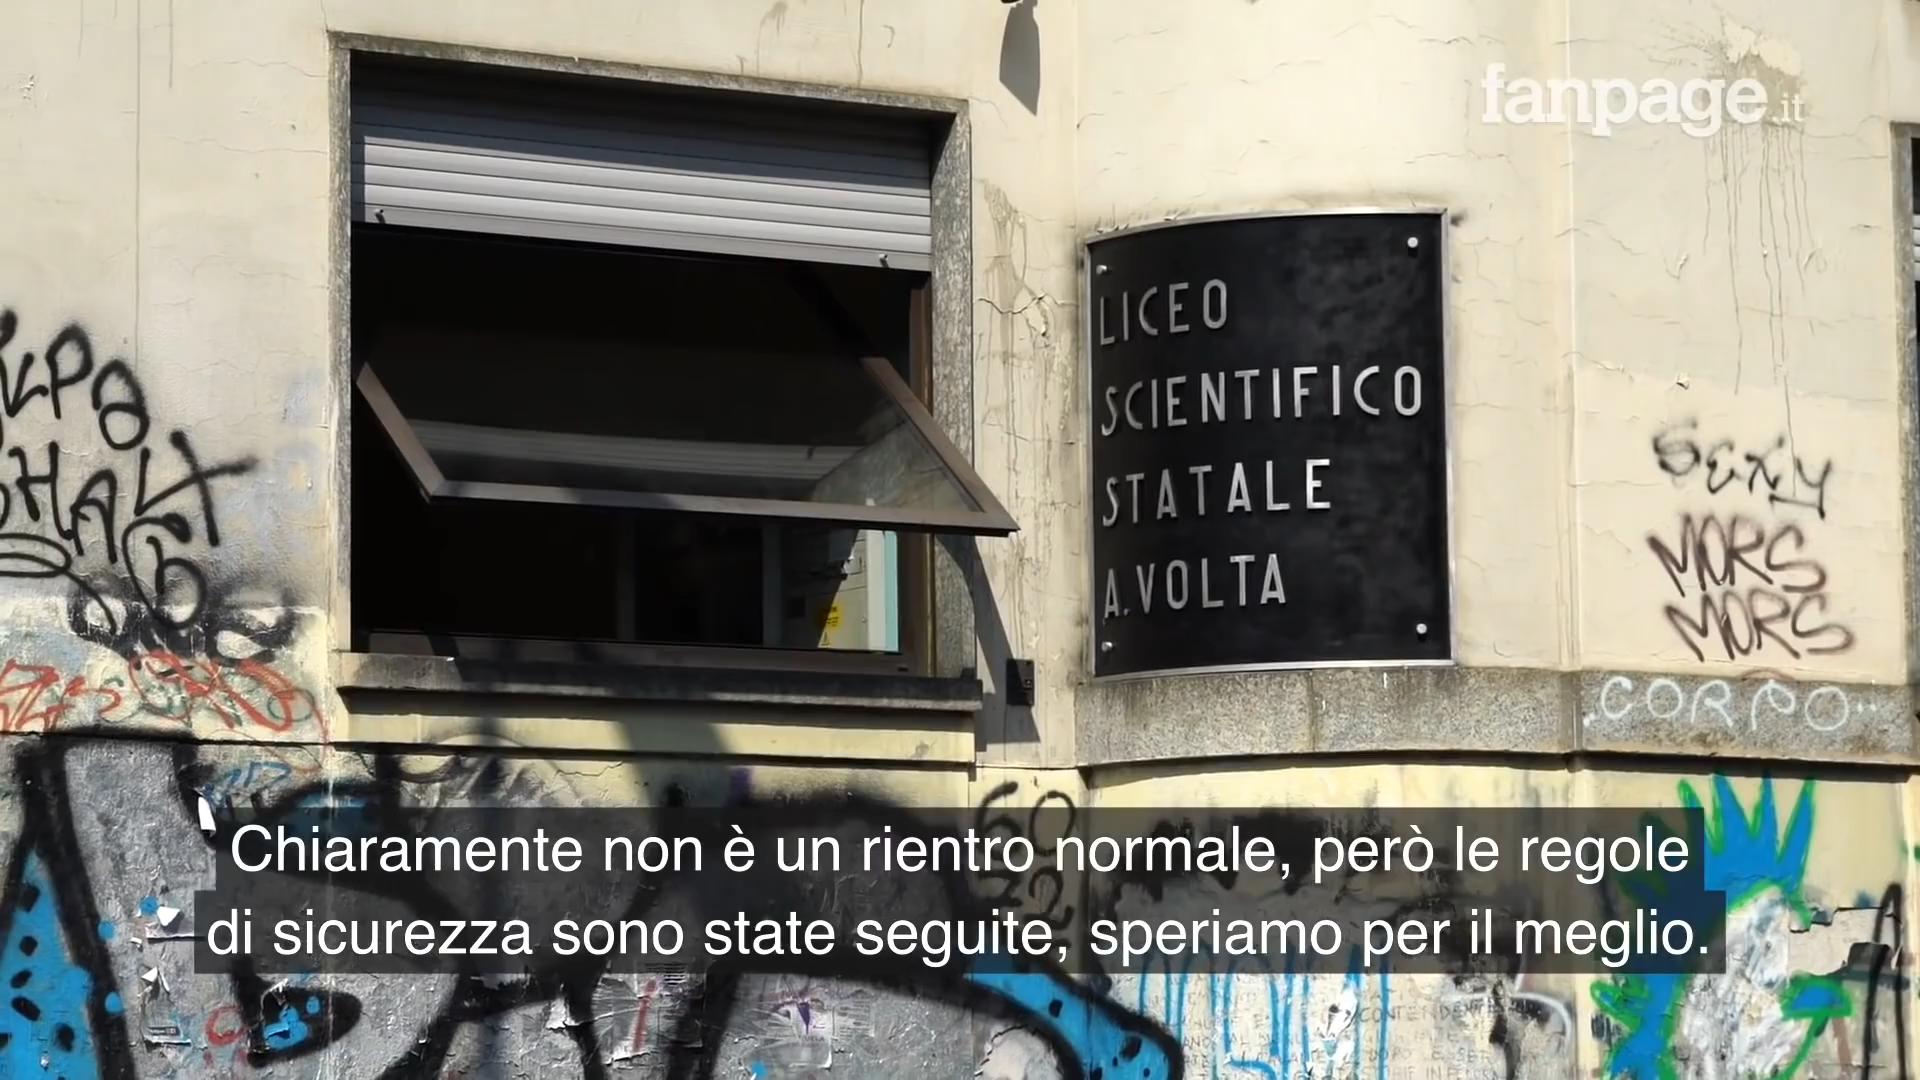 fanpage.it
LICEO
SCIENTIFICO
STATALE
A. VOLTA
SEXY
MORS
MORS
"CORPO"
Chiaramente non è un rientro normale, però le regole
di sicurezza sono state seguite, speriamo per il meglio.